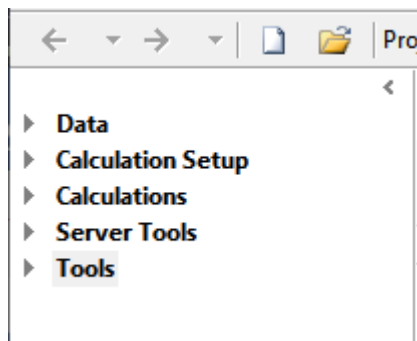 Pro
Data
Calculation Setup
Calculations
Server Tools
Tools